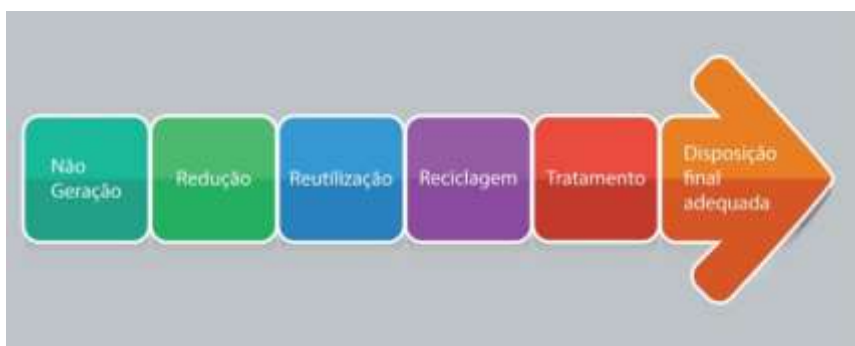 Não
Geração
Redução
Reutilização
Reciclagem
Tratamento
Disposição
final
adequada